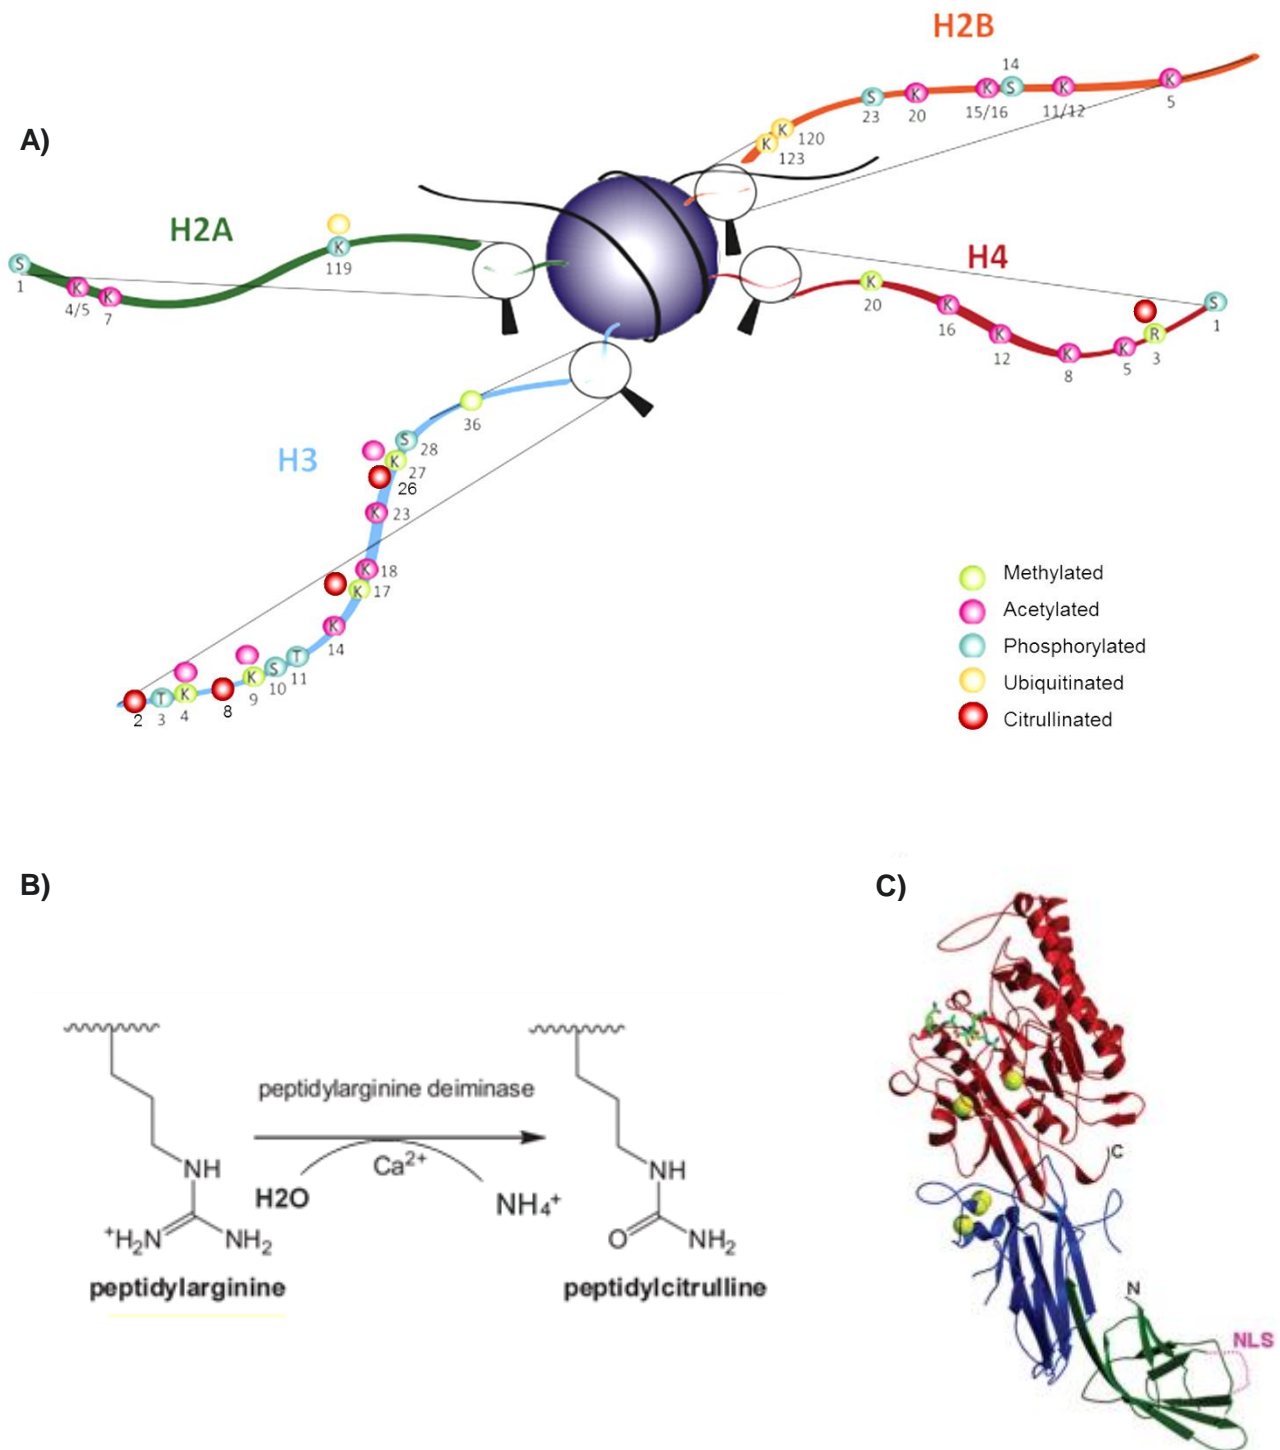 A)
H2B
14
S
K
K
S
K
K
23
20
15/16
11/12
5
K
K
120
123
H2A
K
119
S
1
K
K
4/5
7
H4
K
20
K
16
K
12
K
8
K
5
R
3
S
1
H3
36
S
28
K
27
26
K
23
K
18
K
17
K
14
T
11
S
10
K
9
8
K
4
T
3
2
Methylated
Acetylated
Phosphorylated
Ubiquitinated
Citrullinated
B)
peptidylarginine deiminase
Ca²⁺
H2O
NH₄⁺
NH
⁺H₂N
NH₂
peptidylarginine
NH
O
NH₂
peptidylcitrulline
C)
C
N
NLS